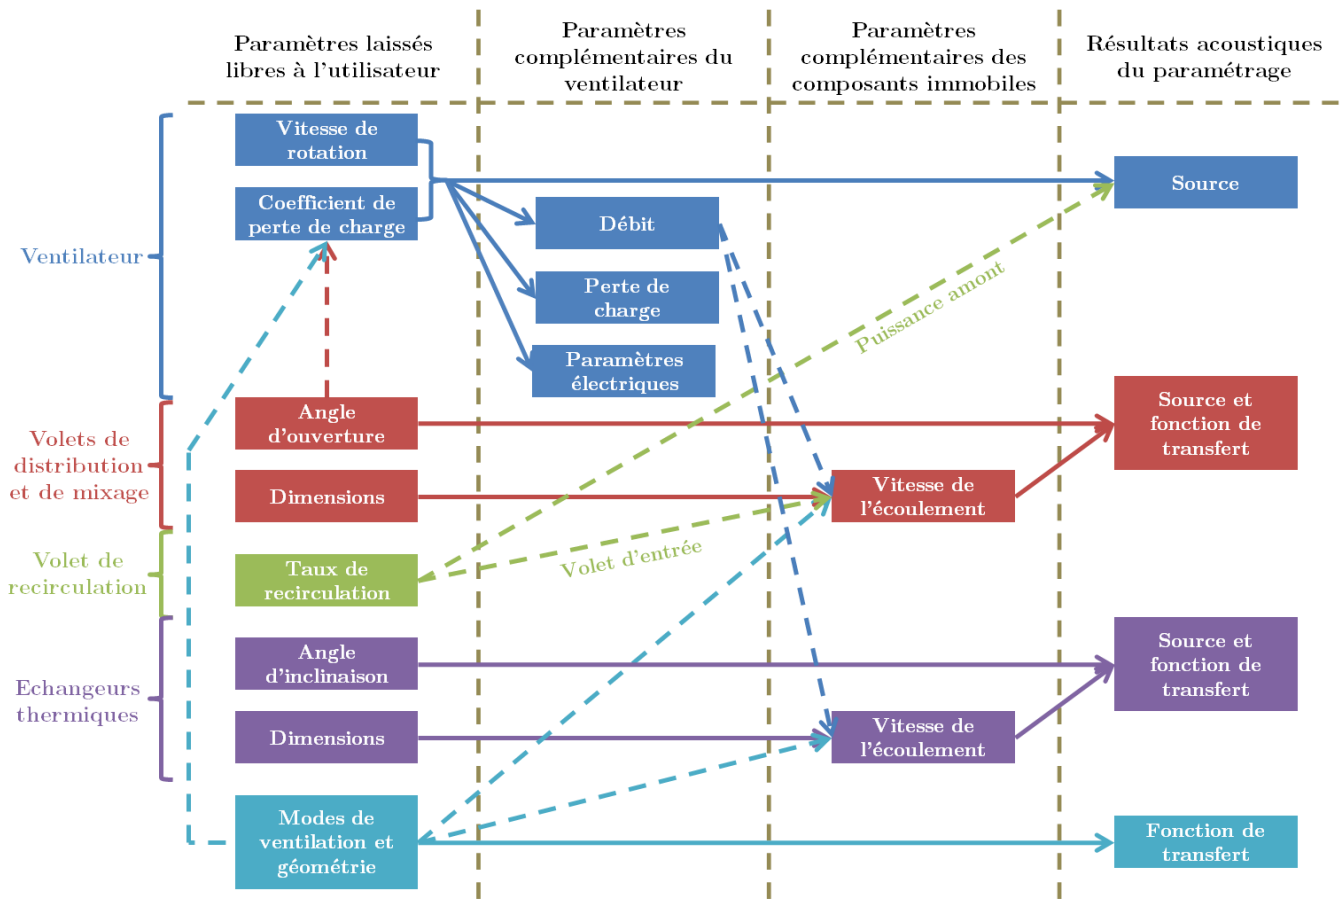 Paramètres laissés
libres à l'utilisateur
Paramètres
complémentaires du
ventilateur
Paramètres
complémentaires des
composants immobiles
Résultats acoustiques
du paramétrage
Ventilateur
Vitesse de
rotation
Coefficient de
perte de charge
Débit
Perte de
charge
Paramètres
électriques
Source
Puissance amont
Volets de
distribution
et de mixage
Angle
d'ouverture
Dimensions
Vitesse de
l'écoulement
Source et
fonction de
transfert
Volet de
recirculation
Taux de
recirculation
Volet d'entrée
Echangeurs
thermiques
Angle
d'inclinaison
Dimensions
Vitesse de
l'écoulement
Source et
fonction de
transfert
Modes de
ventilation et
géométrie
Fonction de
transfert